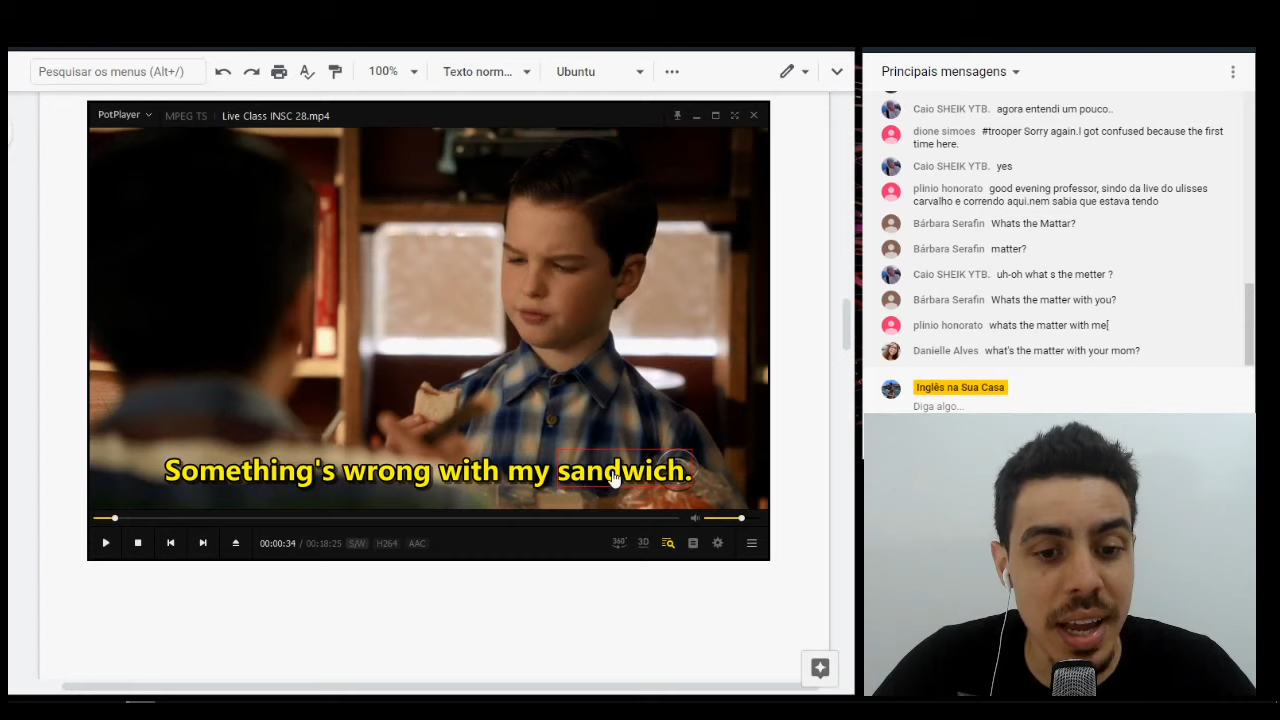 Pesquisar os menus (Alt+/)
100%
Texto norm...
Ubuntu
PotPlayer
MPEG TS
Live Class INSC 28.mp4
Something's wrong with my sandwich.
00:00:34 / 00:18:25 S/W H264 AAC
360°
3D
Principais mensagens
Caio SHEIK YTB. agora entendi um pouco..
dione simoes #trooper Sorry again.I got confused because the first
time here.
Caio SHEIK YTB. yes
plinio honorato good evening professor, sindo da live do ulisses
carvalho e correndo aqui.nem sabia que estava tendo
Bárbara Serafin Whats the Mattar?
Bárbara Serafin matter?
Caio SHEIK YTB. uh-oh what s the metter ?
Bárbara Serafin Whats the matter with you?
plinio honorato whats the matter with me[
Danielle Alves what's the matter with your mom?
Inglês na Sua Casa
Diga algo...